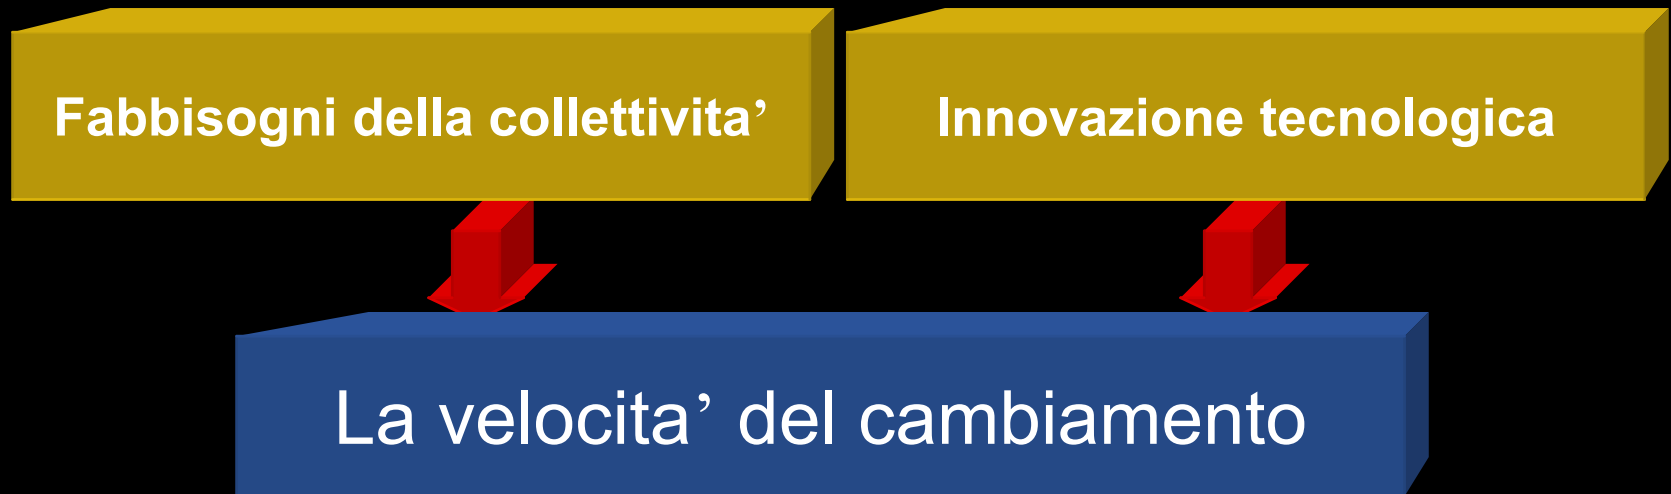 Fabbisogni della collettivita’
Innovazione tecnologica
La velocita’ del cambiamento